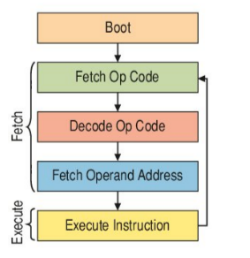 Boot
Fetch Op Code
Decode Op Code
Fetch Operand Address
Execute Instruction
Fetch
Execute